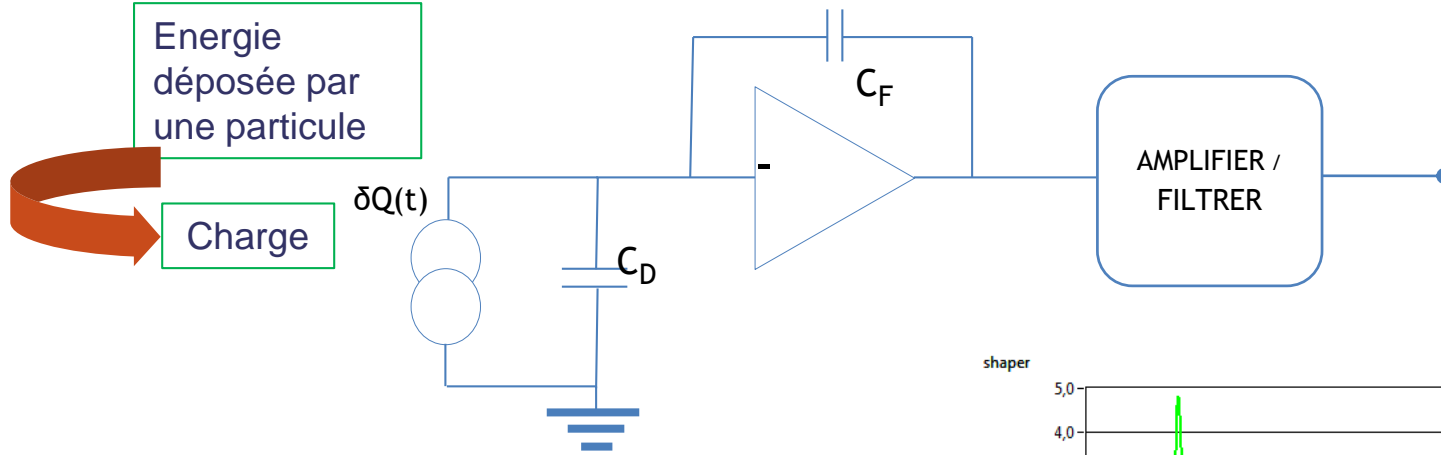 Energie
déposée par
une particule
Charge
δQ(t)
C_D
C_F
-
AMPLIFIER /
FILTRER
shaper
5,0
4,0